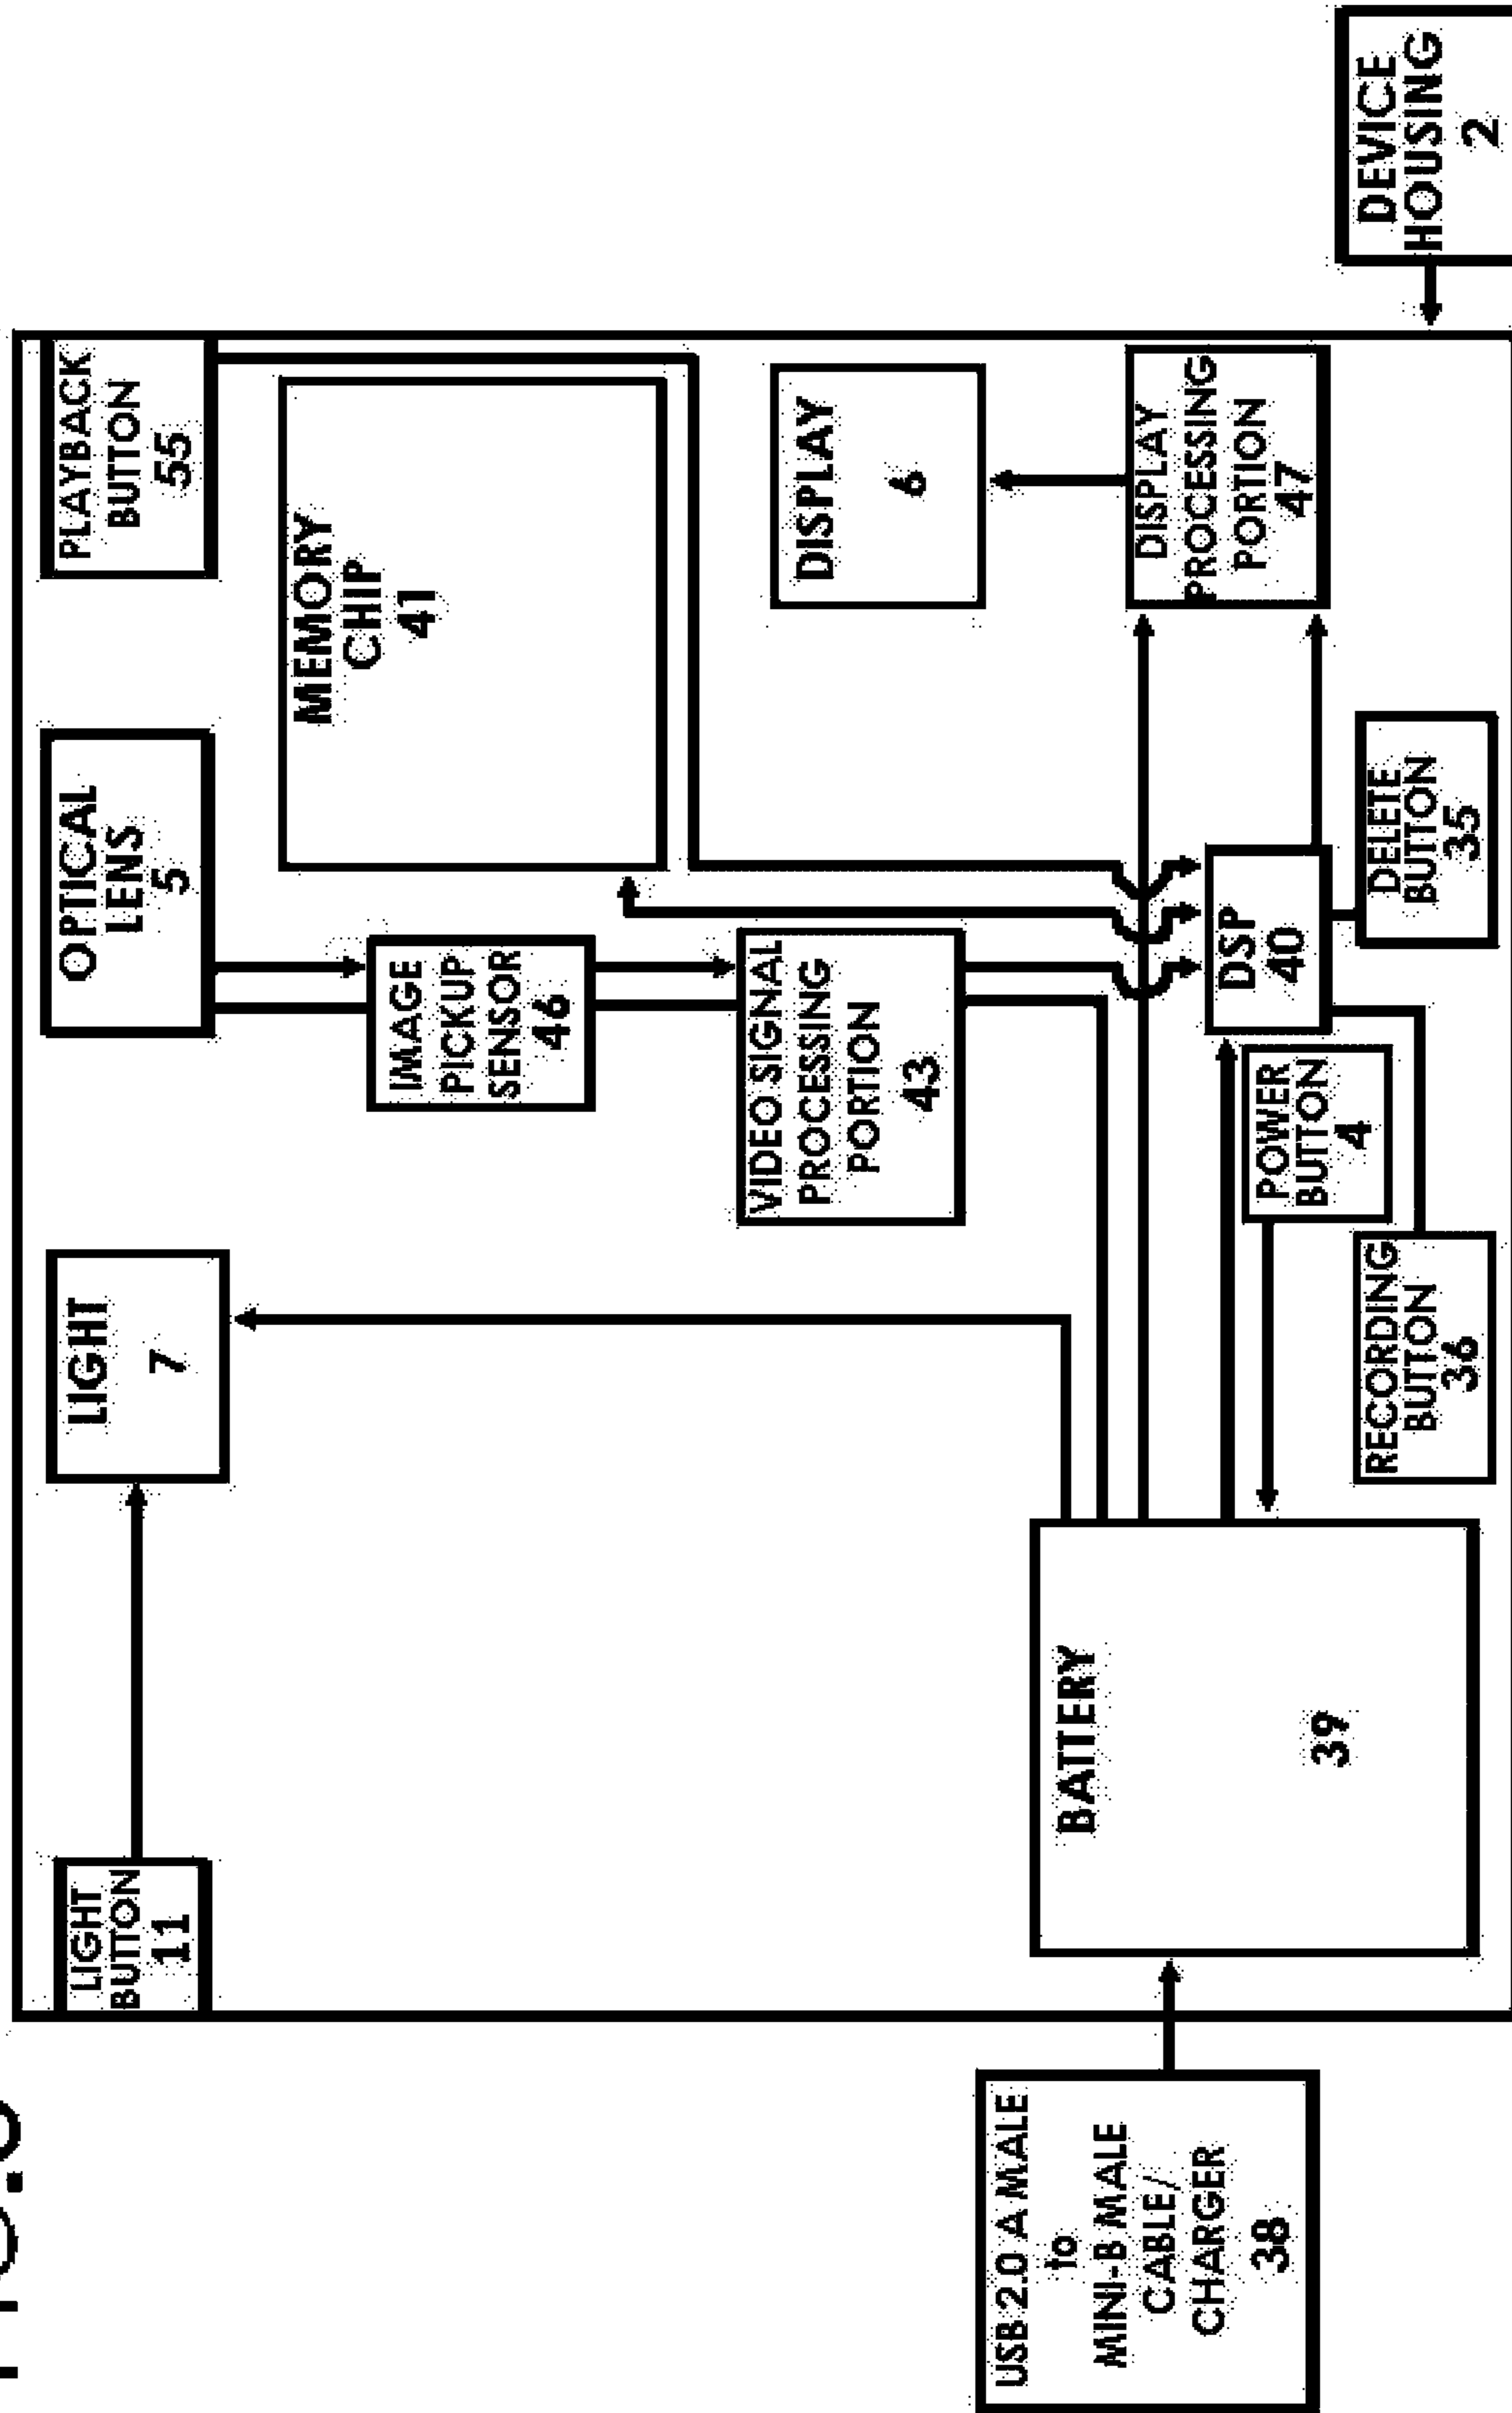 LIGHT
BUTTON
11
LIGHT
7
OPTICAL
LENS
5
PLAYBACK
BUTTON
55
MEMORY
CHIP
41
IMAGE
PICKUP
SENSOR
46
VIDEO SIGNAL
PROCESSING
PORTION
43
DISPLAY
6
USB 2.0 A MALE
to
MINI-B MALE
CABLE/
CHARGER
38
BATTERY
39
DISPLAY
PROCESSING
PORTION
47
DSP
40
POWER
BUTTON
4
RECORDING
BUTTON
36
DELETE
BUTTON
35
DEVICE
HOUSING
2